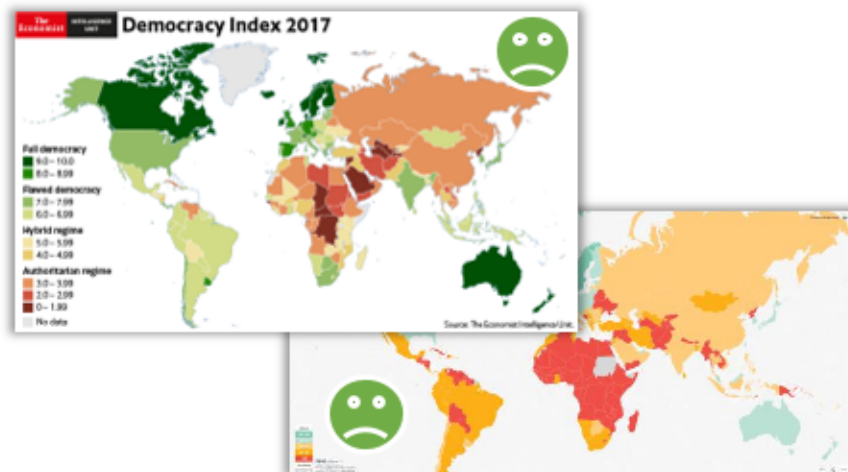 The Economist
INTELLIGENCE UNIT
Democracy Index 2017
Full democracy
9.0 – 10.0
8.0 – 8.99
Flawed democracy
7.0 – 7.99
6.0 – 6.99
Hybrid regime
5.0 – 5.99
4.0 – 4.99
Authoritarian regime
3.0 – 3.99
2.0 – 2.99
0 – 1.99
No data
Source: The Economist Intelligence Unit.